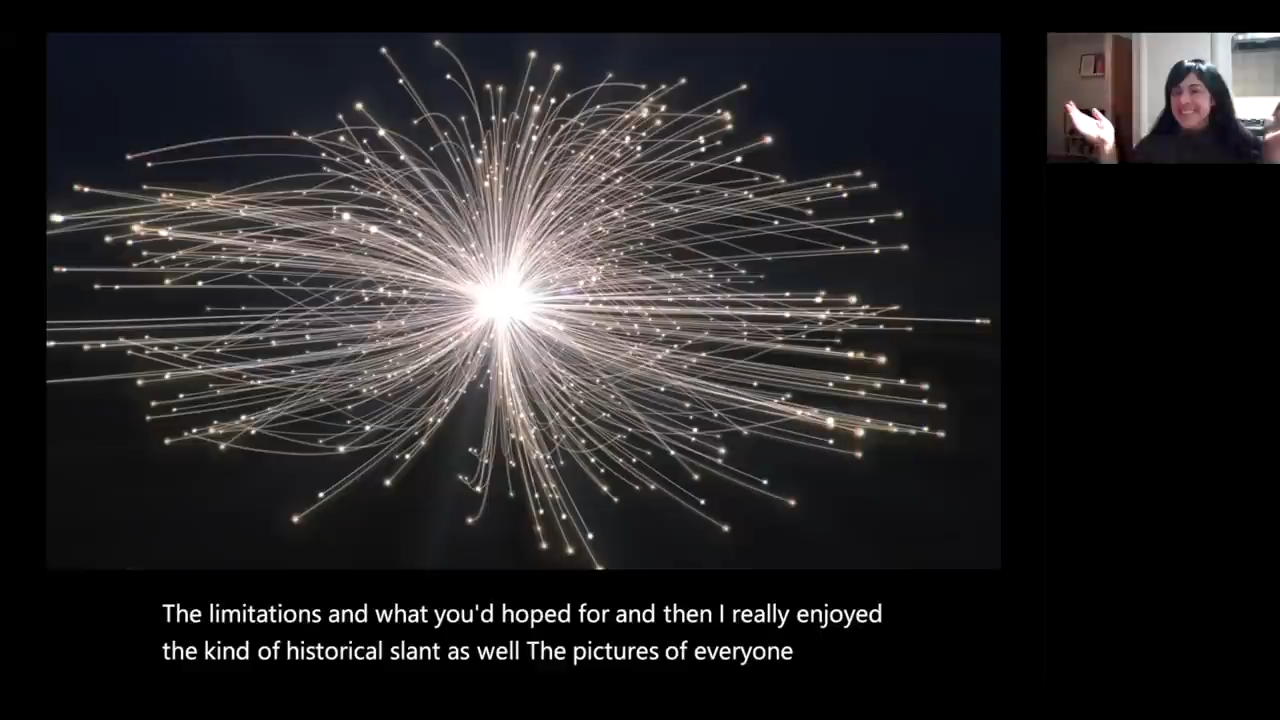 The limitations and what you'd hoped for and then I really enjoyed
the kind of historical slant as well The pictures of everyone